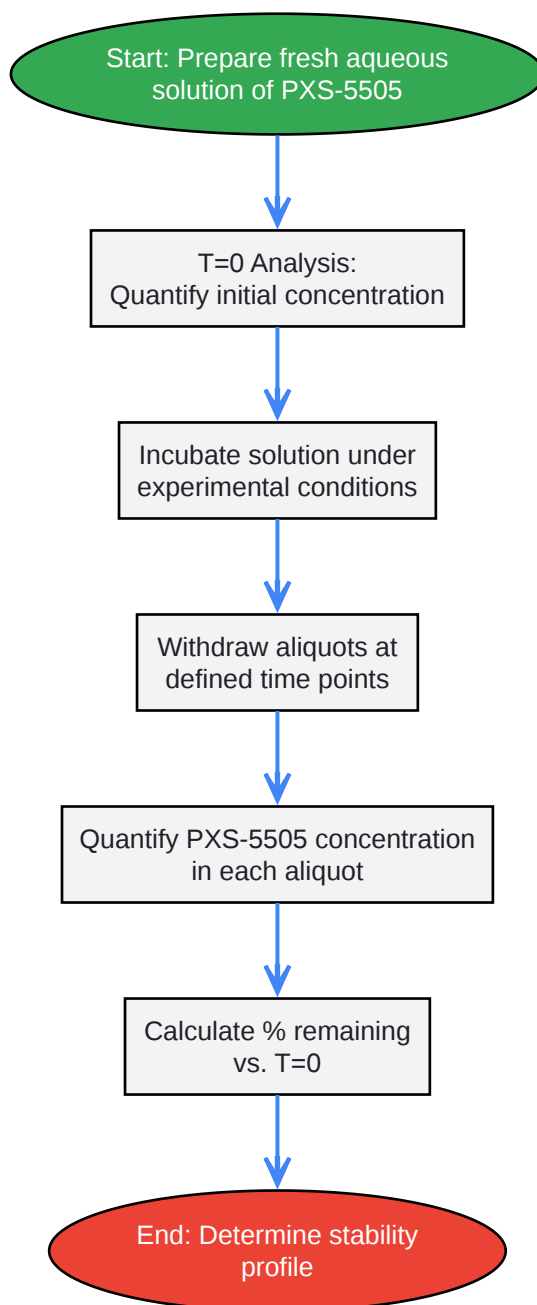 Start: Prepare fresh aqueous
solution of PXS-5505
T=0 Analysis:
Quantify initial concentration
Incubate solution under
experimental conditions
Withdraw aliquots at
defined time points
Quantify PXS-5505 concentration
in each aliquot
Calculate % remaining
vs. T=0
End: Determine stability
profile